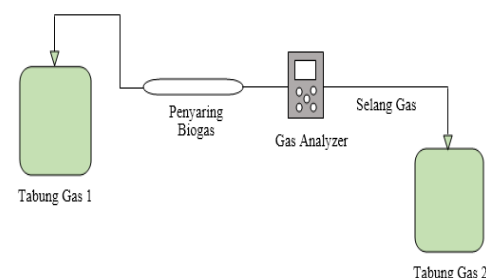 Penyaring
Biogas
Selang Gas
Gas Analyzer
Tabung Gas 1
Tabung Gas 2